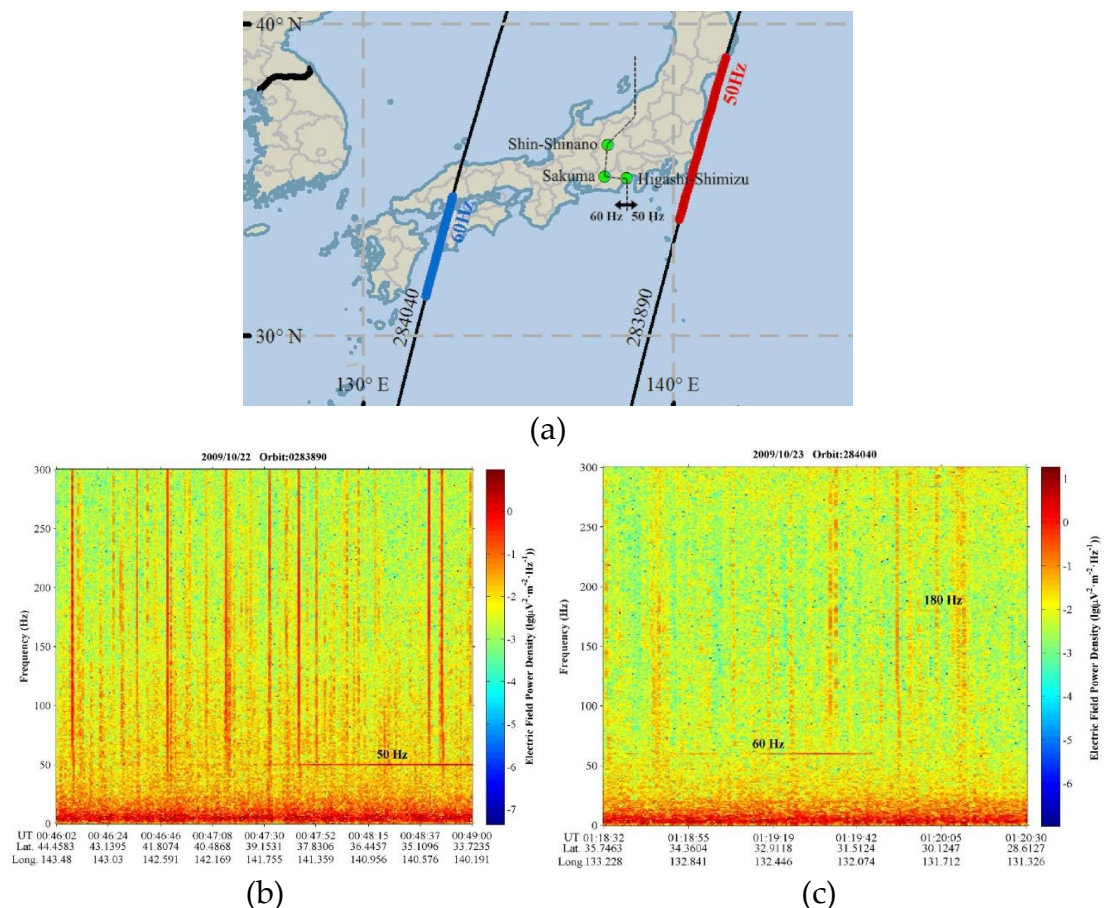 40° N
50Hz
Shin-Shinano
Sakuma
Higashi-Shimizu
60 Hz 50 Hz
60Hz
284040
283890
30° N
130° E
140° E
(a)
2009/10/22 Orbit:0283890
300
250
200
150
100
50
0
Frequency (Hz)
50 Hz
0
-1
-2
-3
-4
-5
-6
-7
Electric Field Power Density (lg(μV²·m⁻²·Hz⁻¹))
UT 00:46:02 00:46:24 00:46:46 00:47:08 00:47:30 00:47:52 00:48:15 00:48:37 00:49:00
Lat. 44.4583 43.1395 41.8074 40.4868 39.1531 37.8306 36.4457 35.1096 33.7235
Long. 143.48 143.03 142.591 142.169 141.755 141.359 140.956 140.576 140.191
(b)
2009/10/23 Orbit:284040
300
250
200
150
100
50
0
Frequency (Hz)
180 Hz
60 Hz
1
0
-1
-2
-3
-4
-5
-6
Electric Field Power Density (lg(μV²·m⁻²·Hz⁻¹))
UT 01:18:32 01:18:55 01:19:19 01:19:42 01:20:05 01:20:30
Lat. 35.7463 34.3604 32.9118 31.5124 30.1247 28.6127
Long. 133.228 132.841 132.446 132.074 131.712 131.326
(c)